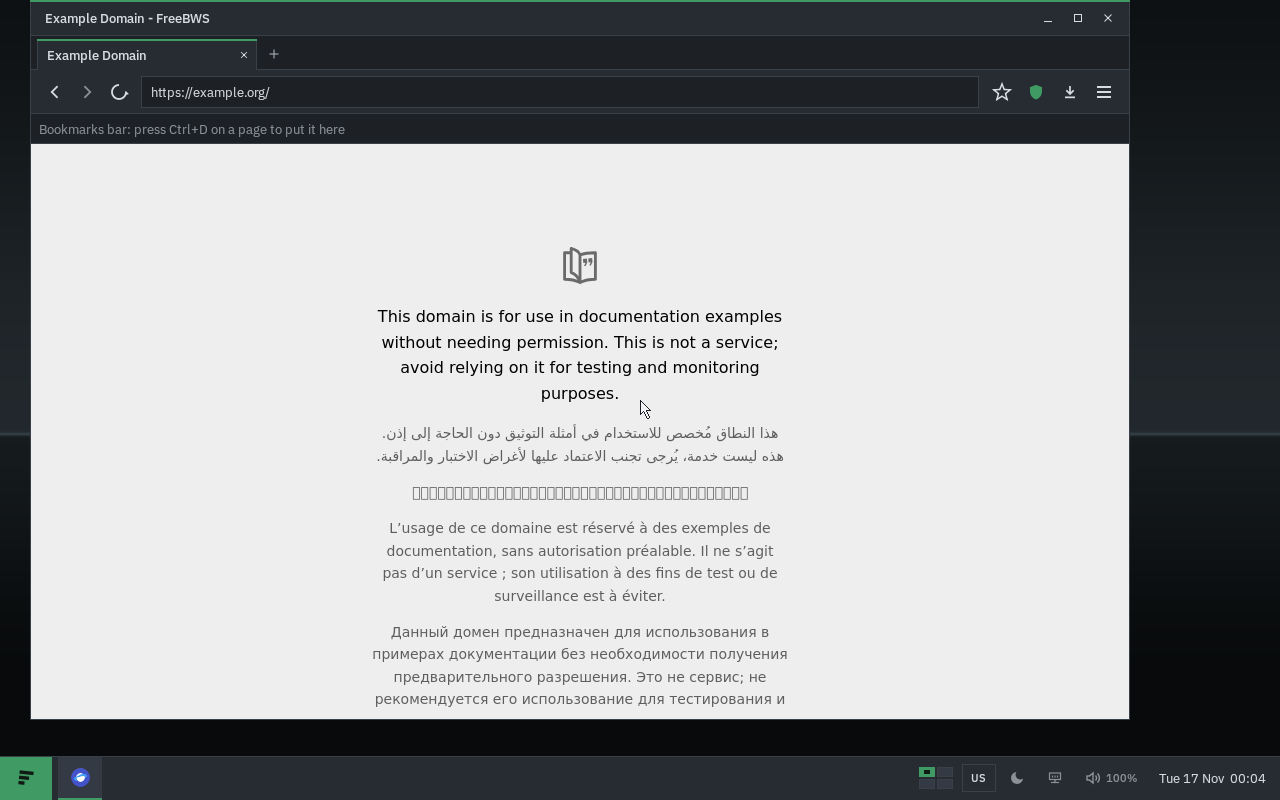 Example Domain - FreeBWS
Example Domain
https://example.org/
Bookmarks bar: press Ctrl+D on a page to put it here
This domain is for use in documentation examples
without needing permission. This is not a service;
avoid relying on it for testing and monitoring
purposes.
هذا النطاق مُخصص للاستخدام في أمثلة التوثيق دون الحاجة إلى إذن.
هذه ليست خدمة، يُرجى تجنب الاعتماد عليها لأغراض الاختبار والمراقبة.
L’usage de ce domaine est réservé à des exemples de
documentation, sans autorisation préalable. Il ne s’agit
pas d’un service ; son utilisation à des fins de test ou de
surveillance est à éviter.
Данный домен предназначен для использования в
примерах документации без необходимости получения
предварительного разрешения. Это не сервис; не
рекомендуется его использование для тестирования и
US
100%
Tue 17 Nov 00:04